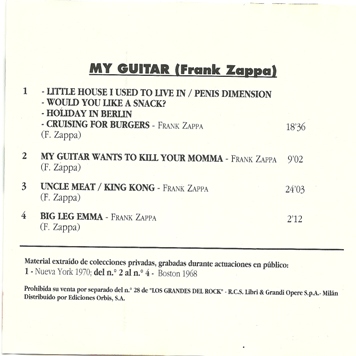 MY GUITAR (Frank Zappa)
1 - LITTLE HOUSE I USED TO LIVE IN / PENIS DIMENSION
- WOULD YOU LIKE A SNACK?
- HOLIDAY IN BERLIN
- CRUISING FOR BURGERS - FRANK ZAPPA 18'36
(F. Zappa)
2 MY GUITAR WANTS TO KILL YOUR MOMMA - FRANK ZAPPA 9'02
(F. Zappa)
3 UNCLE MEAT / KING KONG - FRANK ZAPPA 24'03
(F. Zappa)
4 BIG LEG EMMA - FRANK ZAPPA 2'12
(F. Zappa)
Material extraido de colecciones privadas, grabadas durante actuaciones en público:
1 - Nueva York 1970; del n.° 2 al n.° 4 - Boston 1968
Prohibida su venta por separado del n.° 28 de "LOS GRANDES DEL ROCK" - R.C.S. Libri & Grandi Opere S.p.A.- Milán
Distribuido por Ediciones Orbis, S.A.